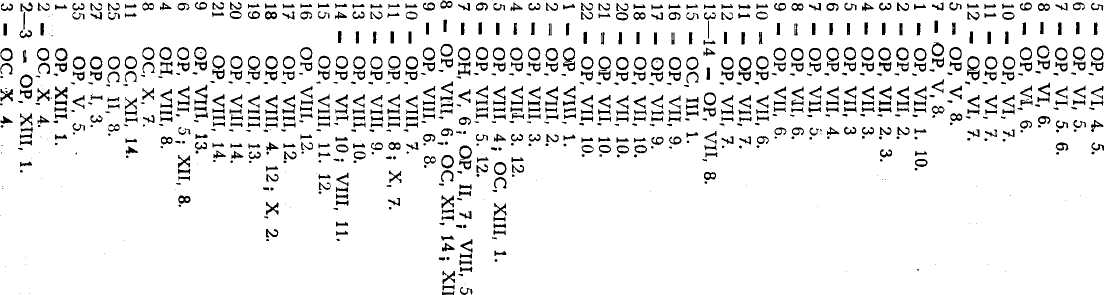 5 — OP, VI, 4. 5.
6 — OP, VI, 5.
7 — OP, VI, 5. 6.
8 — OP, VI, 6.
9 — OP, VI, 6.
10 — OP, VI, 7.
11 — OP, VI, 7.
12 — OP, VI, 7.
5 — OP, V, 8.
7 — OP, V, 8.
1 — OP, VII, 1. 10.
2 — OP, VII, 2.
3 — OP, VII, 2. 3.
5 — OP, VII, 3
6 — OP, VII, 4.
7 — OP, VII, 5.
8 — OP, VII, 6.
9 — OP, VII, 6.
10 — OP, VII, 6.
11 — OP, VII, 7.
12 — OP, VII, 7.
13—14 — OP, VII, 8.
15 — OC, III, 1.
16 — OP, VII, 9
17 — OP, VII, 9.
18 — OP, VII, 10.
20 — OP, VII, 10.
21 — OP, VII, 10.
22 — OP, VII, 10.
1 — OP, VIII, 1.
2 — OP, VIII, 2.
3 — OP, VIII, 3.
4 — OP, VIII, 3. 12.
5 — OP, VIII, 4; OC, XIII, 1.
6 — OP, VIII, 5. 12.
7 — OH, V, 6; OP, II, 7; VIII, 5
8 — OP, VIII, 6; OC, XII, 14; XII
9 — OP, VIII, 6. 8.
10 — OP, VIII, 7.
11 — OP, VIII, 8; X, 7.
12 — OP, VIII, 9.
13 — OP, VIII, 10.
14 — OP, VII, 10; VIII, 11.
15 OP, VIII, 11. 12.
16 OP, VIII, 12.
17 OP, VIII, 12.
18 OP, VIII, 4. 12; X, 2.
19 OP, VIII, 13.
20 OP, VIII, 14.
21 OP, VIII, 14.
9 OP, VIII, 13.
6 OP, VII, 5; XII, 8.
4 OH, VIII, 8.
8 OC, X, 7.
11 OC, XII, 14.
25 OC, II, 8.
27 OP, I, 3.
35 OP, V, 5.
1 OP, XIII, 1.
2 — OC, X, 4.
2—3 — OP, XIII, 1.
3 — OC, X, 4.